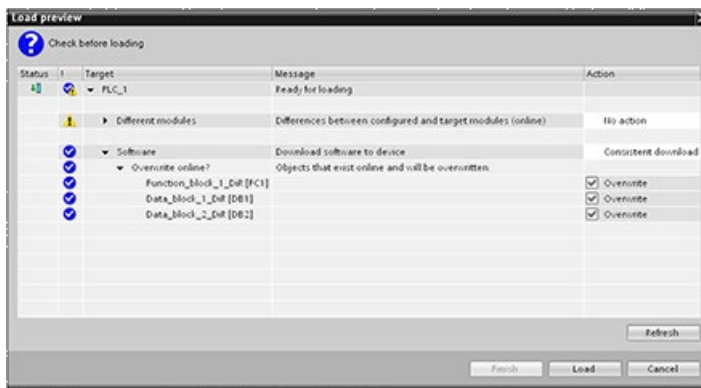 Load preview
Check before loading
Status ! Target Message Action
PLC_1 Ready for loading
Different modules Differences between configured and target modules (online) No action
Software Download software to device Consistent download
Overwrite online? Objects that exist online and will be overwritten.
Function_block_1_Diff [FC1] Overwrite
Data_block_1_Diff [DB1] Overwrite
Data_block_2_Diff [DB2] Overwrite
Refresh
Finish Load Cancel